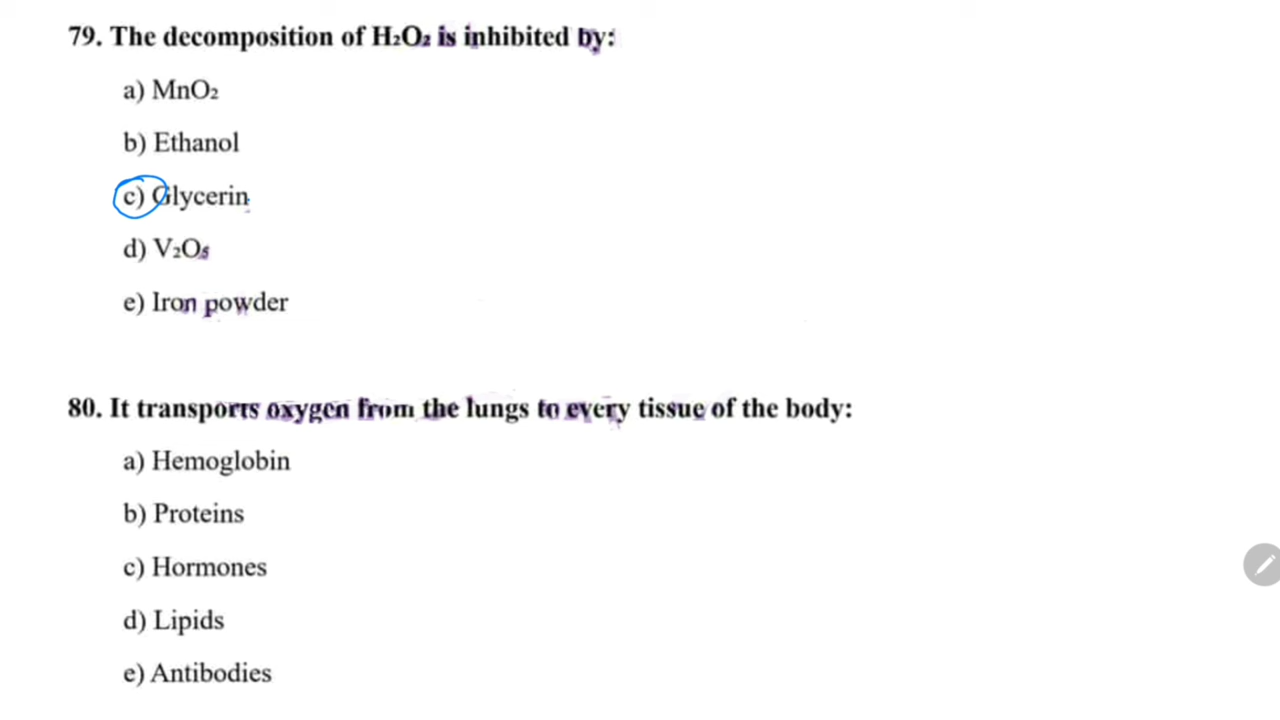 79. The decomposition of H₂O₂ is inhibited by:
a) MnO₂
b) Ethanol
c) Glycerin
d) V₂O₅
e) Iron powder
80. It transports oxygen from the lungs to every tissue of the body:
a) Hemoglobin
b) Proteins
c) Hormones
d) Lipids
e) Antibodies